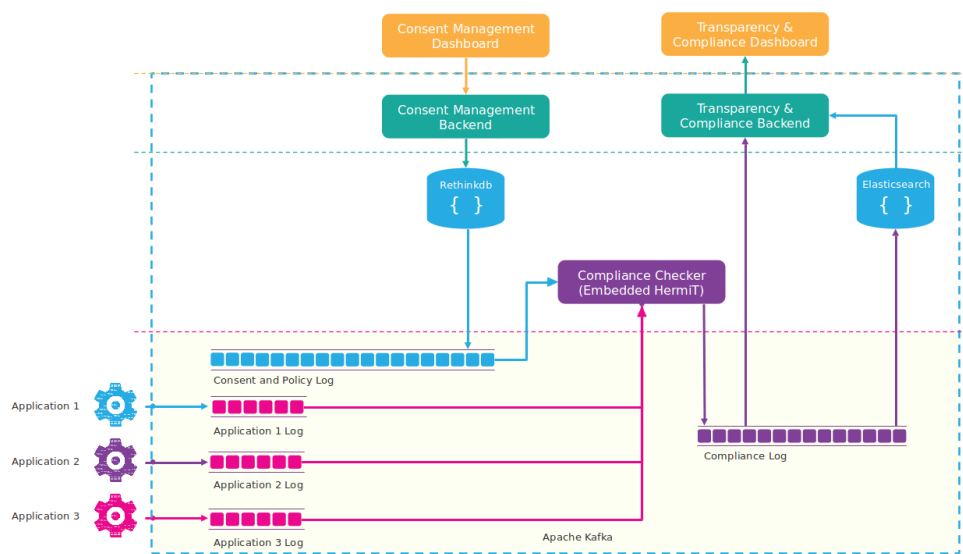 Consent Management
Dashboard
Transparency &
Compliance Dashboard
Consent Management
Backend
Transparency &
Compliance Backend
Rethinkdb
{ }
Elasticsearch
{ }
Compliance Checker
(Embedded HermiT)
Consent and Policy Log
Application 1
Application 1 Log
Application 2
Application 2 Log
Compliance Log
Application 3
Application 3 Log
Apache Kafka